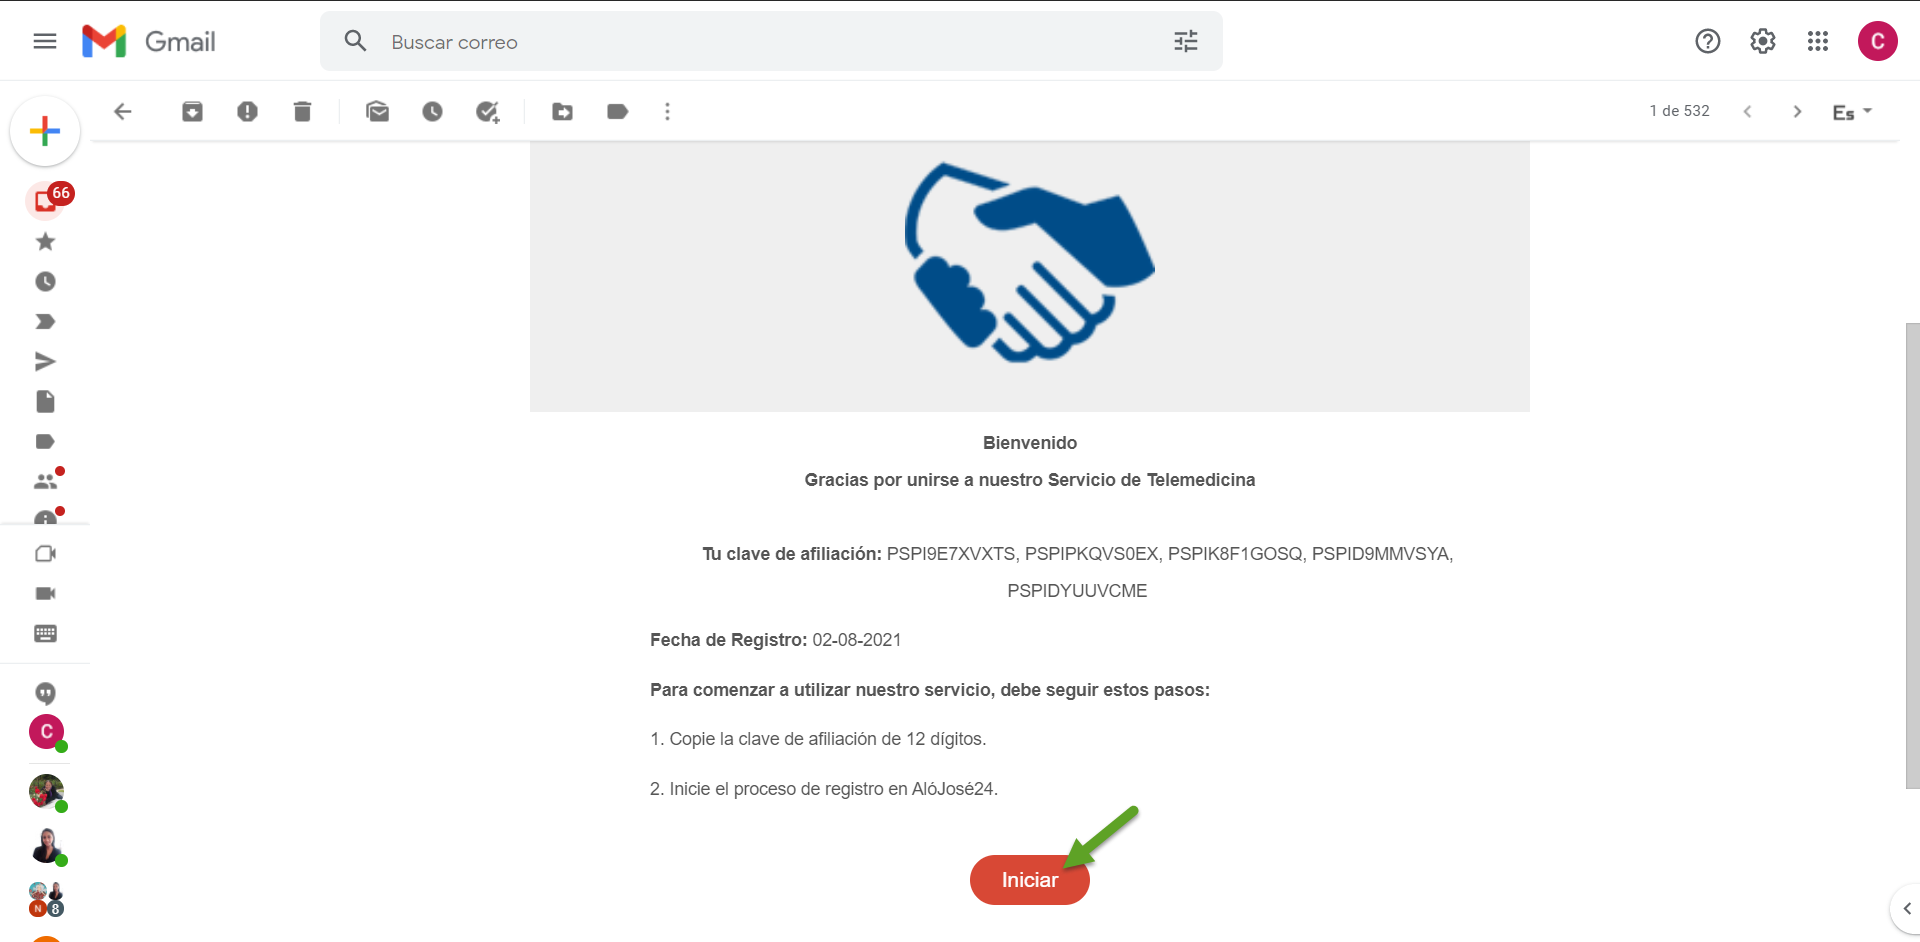 Gmail
Buscar correo
C
1 de 532
Es
66
Bienvenido
Gracias por unirse a nuestro Servicio de Telemedicina
Tu clave de afiliación: PSPI9E7XVXTS, PSPIPKQVS0EX, PSPIK8F1GOSQ, PSPID9MMVSYA,
PSPIDYUUVCME
Fecha de Registro: 02-08-2021
Para comenzar a utilizar nuestro servicio, debe seguir estos pasos:
1. Copie la clave de afiliación de 12 dígitos.
C
2. Inicie el proceso de registro en AlóJosé24.
Iniciar
N
8